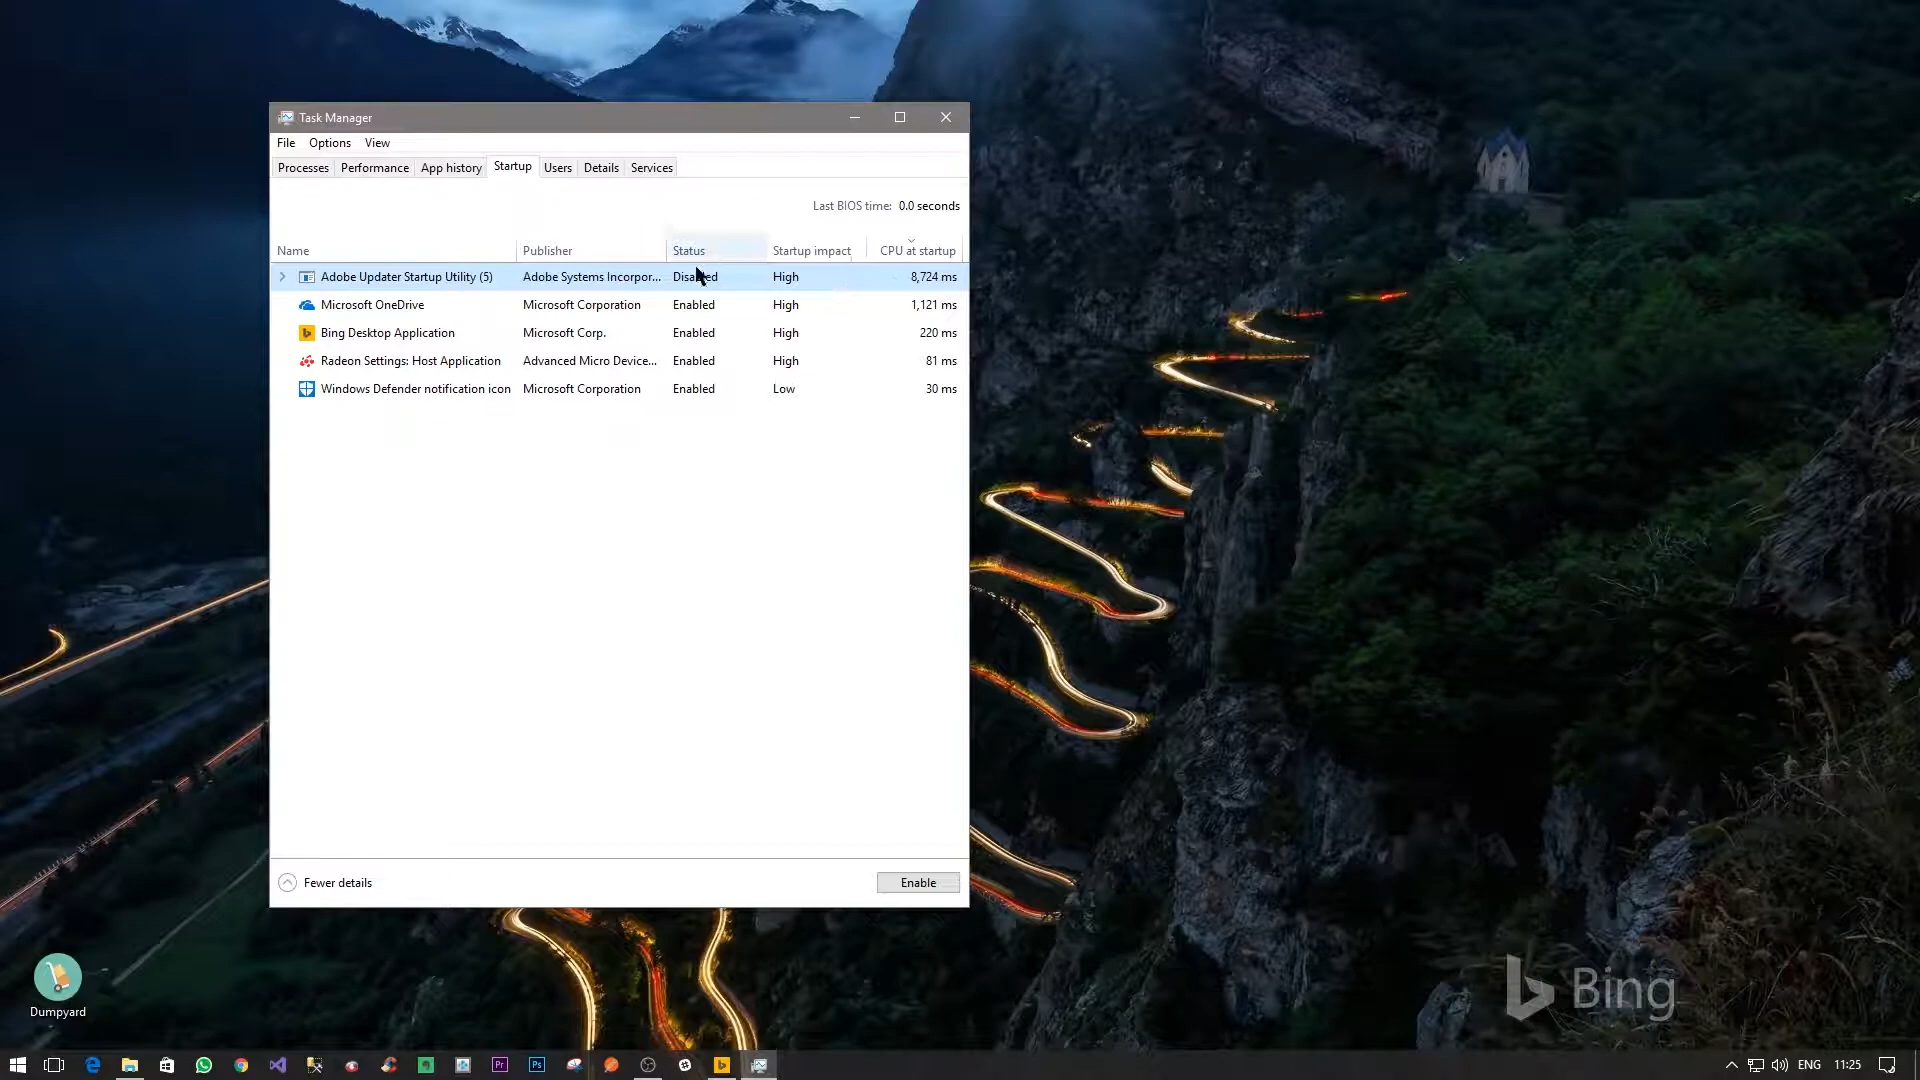 Task Manager
File Options View
Processes Performance App history Startup Users Details Services
Last BIOS time: 0.0 seconds
Name Publisher Status Startup impact CPU at startup
Adobe Updater Startup Utility (5) Adobe Systems Incorpor... Disabled High 8,724 ms
Microsoft OneDrive Microsoft Corporation Enabled High 1,121 ms
Bing Desktop Application Microsoft Corp. Enabled High 220 ms
Radeon Settings: Host Application Advanced Micro Device... Enabled High 81 ms
Windows Defender notification icon Microsoft Corporation Enabled Low 30 ms
Fewer details Enable
Dumpyard
Bing
Pr Ps ENG 11:25